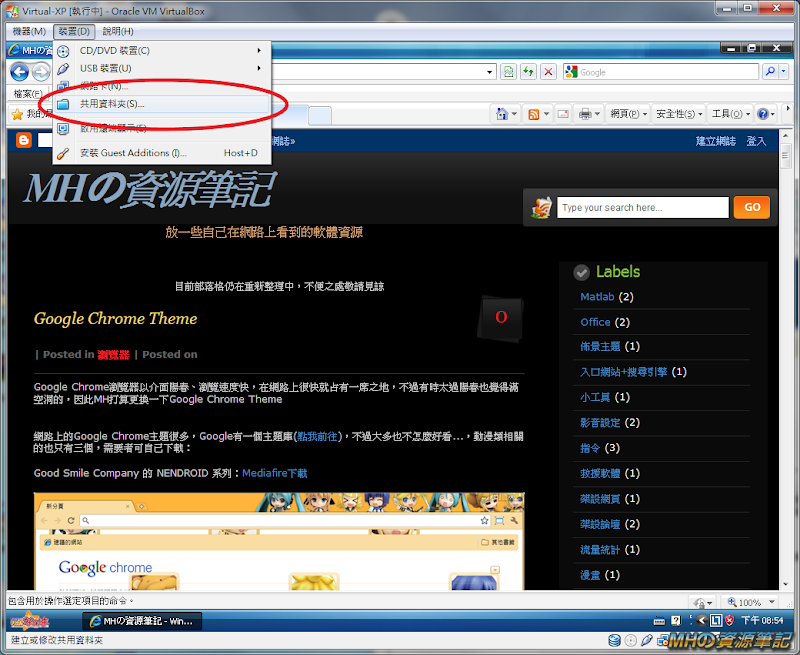 Virtual-XP [執行中] - Oracle VM VirtualBox
機器(M) 裝置(D) 說明(H)
CD/DVD 裝置(C)
USB 裝置(U)
網路卡(N)...
共用資料夾(S)...
啟用遠端顯示(E)
安裝 Guest Additions (I)... Host+D
MHの資
Google
檔案(F)
我的最
網頁(P) 安全性(S) 工具(O)
網誌» 建立網誌 登入
MHの資源筆記
放一些自己在網路上看到的軟體資源
Type your search here... GO
目前部落格仍在重新整理中，不便之處敬請見諒
Google Chrome Theme
O
| Posted in 瀏覽器 | Posted on
Google Chrome瀏覽器以介面簡春、瀏覽速度快，在網路上很快就占有一席之地，不過有時太過簡春也覺得滿
空洞的，因此MH打算更換一下Google Chrome Theme
網路上的Google Chrome主題很多，Google有一個主題庫(點我前往)，不過大多也不怎麼好看...，動漫類相關
的也只有三個，需要者可自己下載：
Good Smile Company 的 NENDROID 系列：Mediafire下載
新分頁
建議的網站 其他書籤
Google chrome
Labels
Matlab (2)
Office (2)
佈景主題 (1)
入口網站+搜尋引擎 (1)
小工具 (1)
影音設定 (2)
指令 (3)
救援軟體 (1)
架設網頁 (1)
架設論壇 (2)
流量統計 (1)
漫畫 (1)
包含用於操作選定項目的命令。 100%
MHの資源筆記 - Win... 下午 08:54
建立或修改共用資料夾
MHの資源筆記